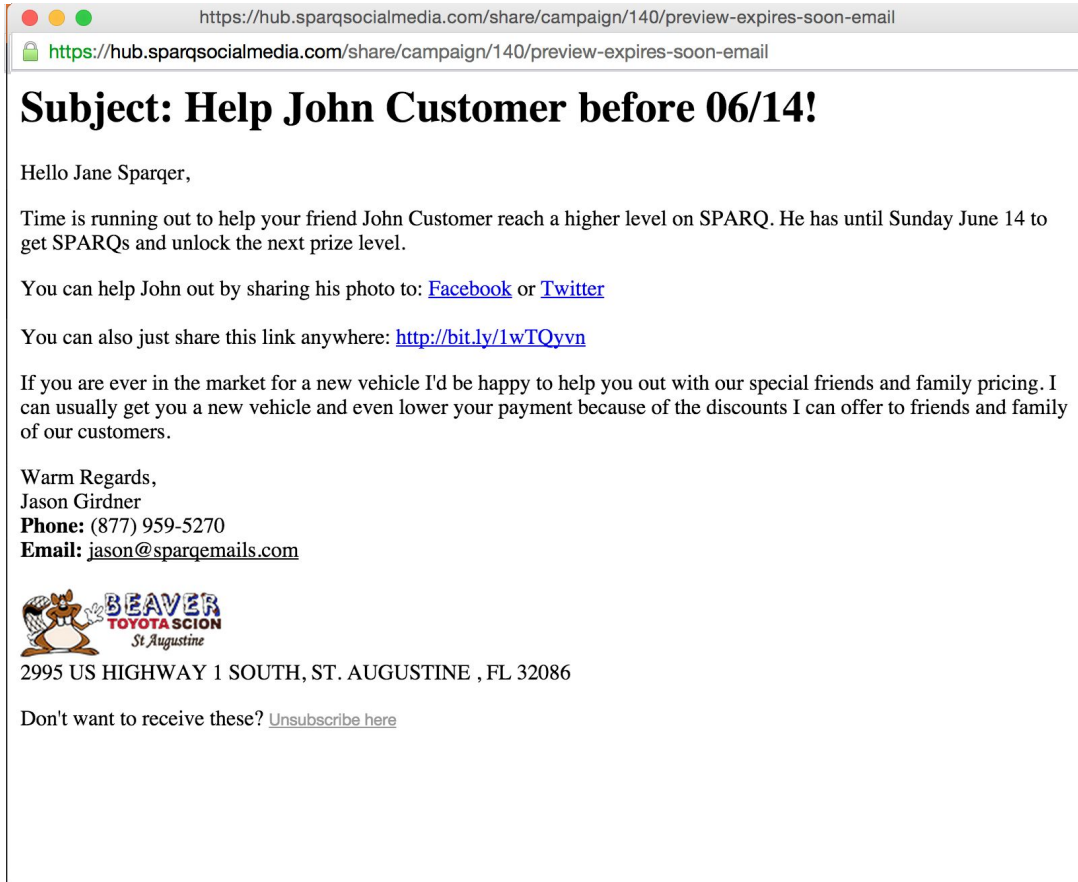 https://hub.sparqsocialmedia.com/share/campaign/140/preview-expires-soon-email
https://hub.sparqsocialmedia.com/share/campaign/140/preview-expires-soon-email
Subject: Help John Customer before 06/14!
Hello Jane Sparqer,
Time is running out to help your friend John Customer reach a higher level on SPARQ. He has until Sunday June 14 to
get SPARQs and unlock the next prize level.
You can help John out by sharing his photo to: Facebook or Twitter
You can also just share this link anywhere: http://bit.ly/1wTQyvn
If you are ever in the market for a new vehicle I'd be happy to help you out with our special friends and family pricing. I
can usually get you a new vehicle and even lower your payment because of the discounts I can offer to friends and family
of our customers.
Warm Regards,
Jason Girdner
Phone: (877) 959-5270
Email: jason@sparqemails.com
BEAVER
TOYOTA SCION
St Augustine
2995 US HIGHWAY 1 SOUTH, ST. AUGUSTINE , FL 32086
Don't want to receive these? Unsubscribe here